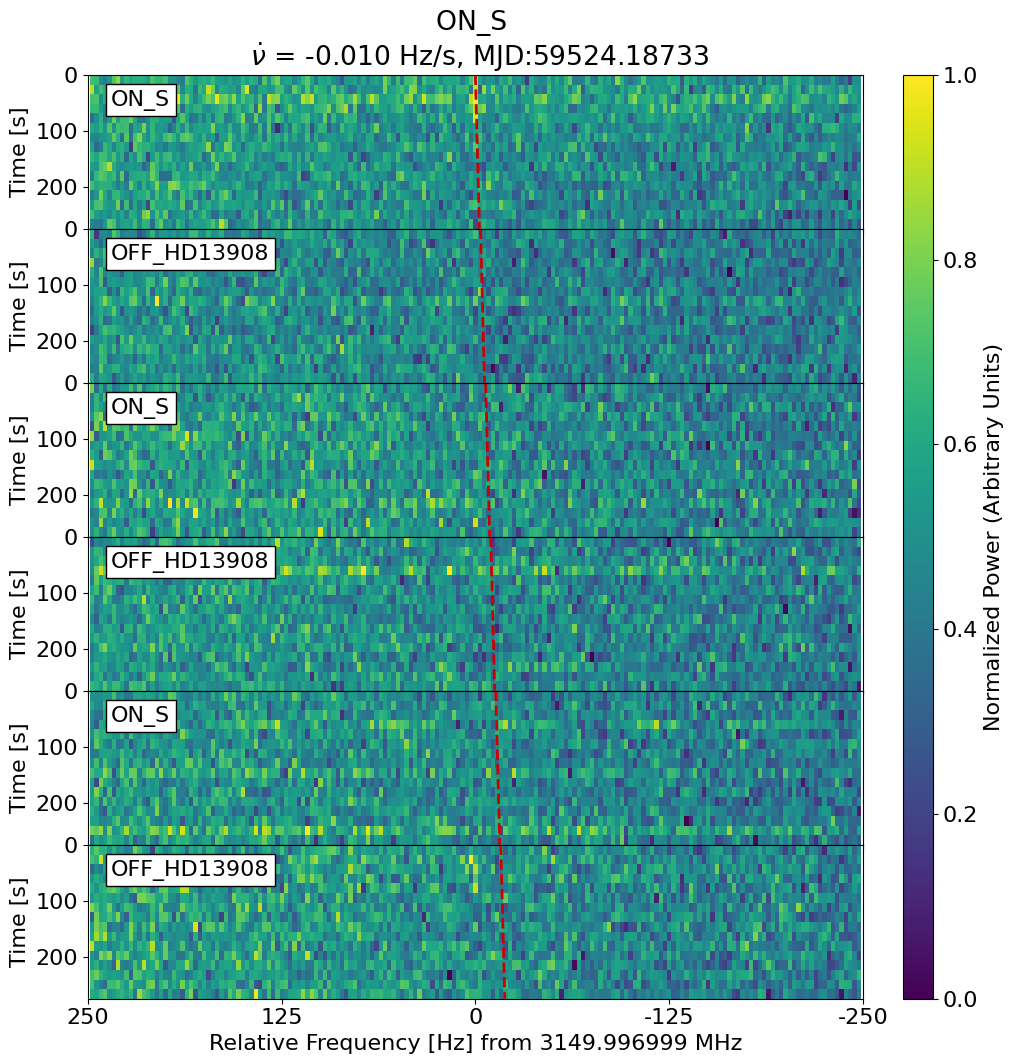 ON_S
ν̇ = -0.010 Hz/s, MJD:59524.18733
0
ON_S
100
200
Time [s]
0
OFF_HD13908
100
200
Time [s]
0
ON_S
100
200
Time [s]
0
OFF_HD13908
100
200
Time [s]
0
ON_S
100
200
Time [s]
0
OFF_HD13908
100
200
Time [s]
250 125 0 -125 -250
Relative Frequency [Hz] from 3149.996999 MHz
1.0
0.8
0.6
0.4
0.2
0.0
Normalized Power (Arbitrary Units)